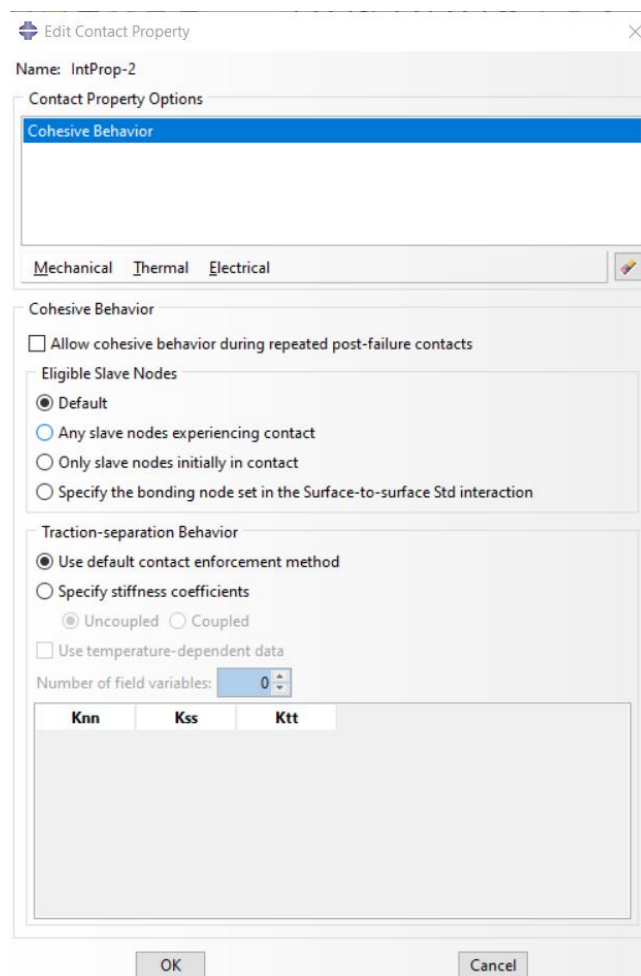 Edit Contact Property
Name: IntProp-2
Contact Property Options
Cohesive Behavior
Mechanical Thermal Electrical
Cohesive Behavior
Allow cohesive behavior during repeated post-failure contacts
Eligible Slave Nodes
Default
Any slave nodes experiencing contact
Only slave nodes initially in contact
Specify the bonding node set in the Surface-to-surface Std interaction
Traction-separation Behavior
Use default contact enforcement method
Specify stiffness coefficients
Uncoupled Coupled
Use temperature-dependent data
Number of field variables: 0
Knn Kss Ktt
OK Cancel